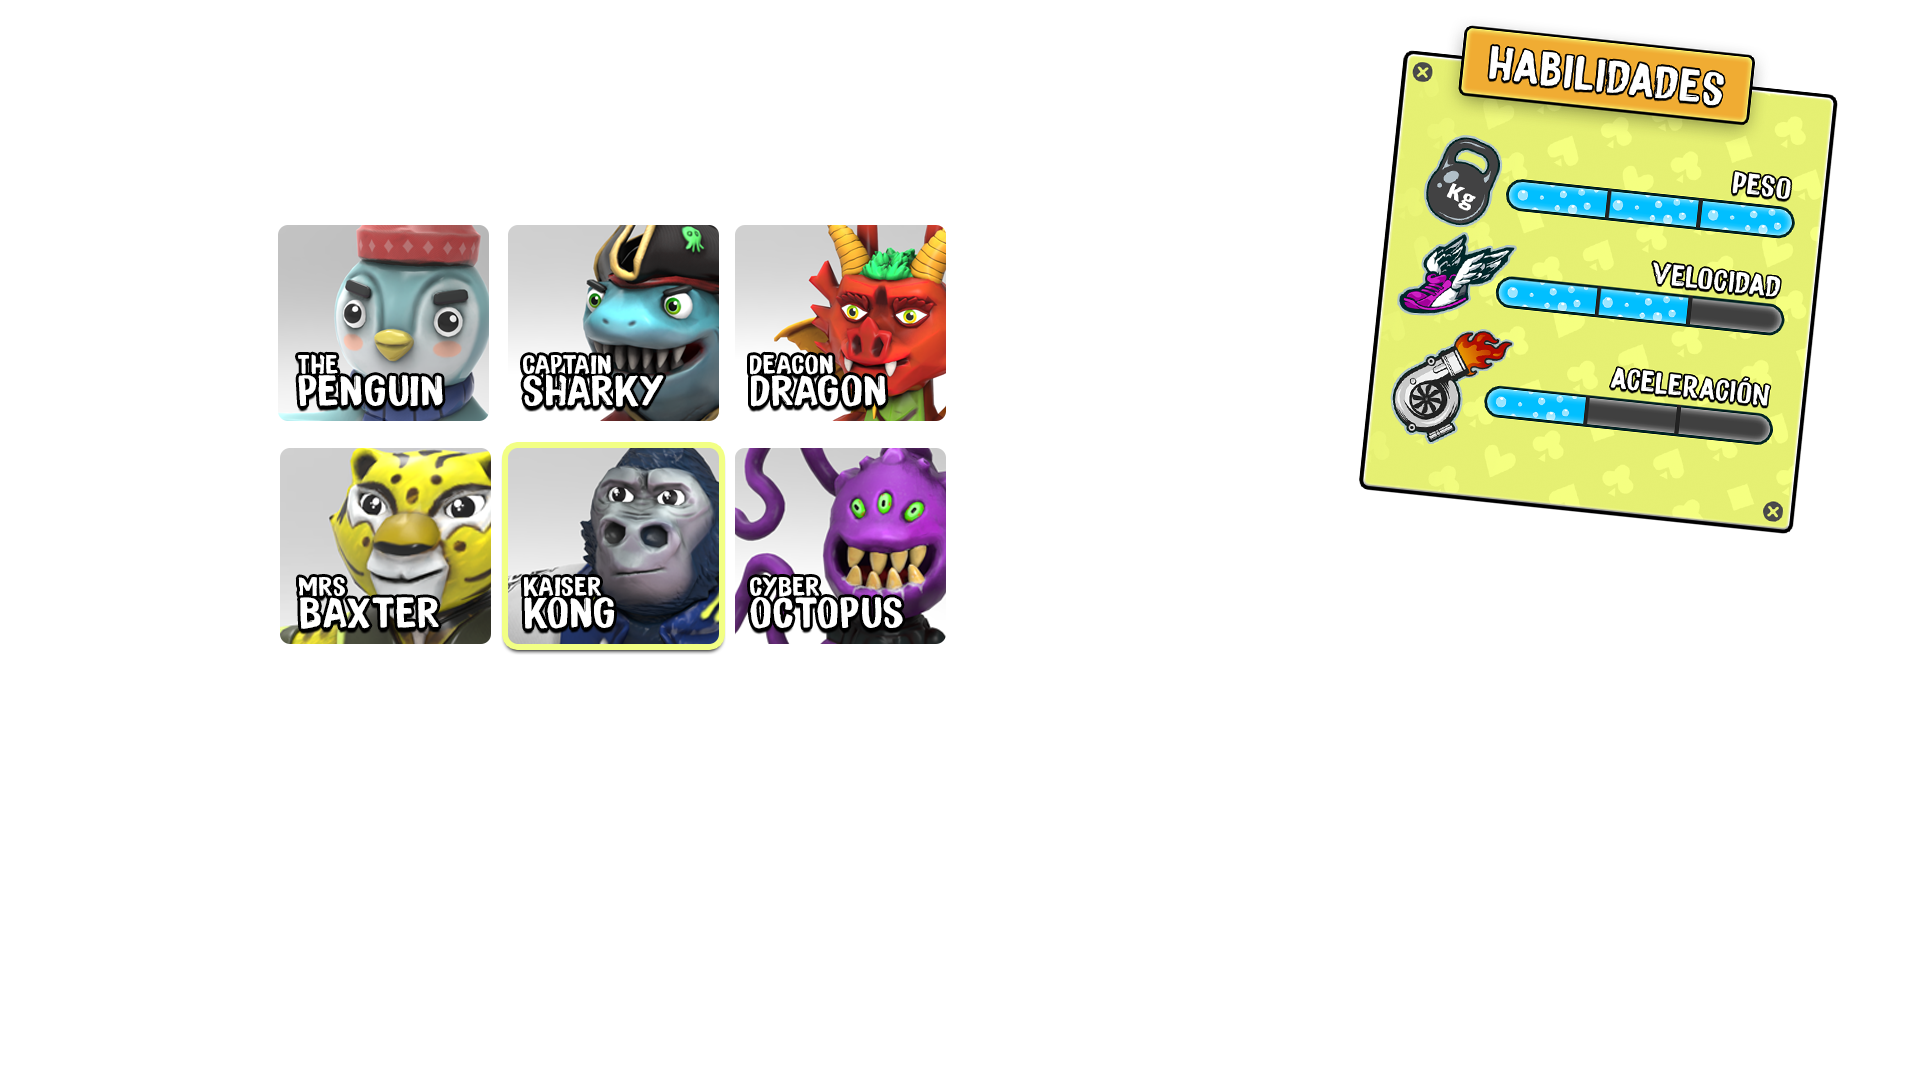 HABILIDADES
Kg
PESO
VELOCIDAD
ACELERACIÓN
THE
PENGUIN
CAPTAIN
SHARKY
DEACON
DRAGON
MRS
BAXTER
KAISER
KONG
CYBER
OCTOPUS